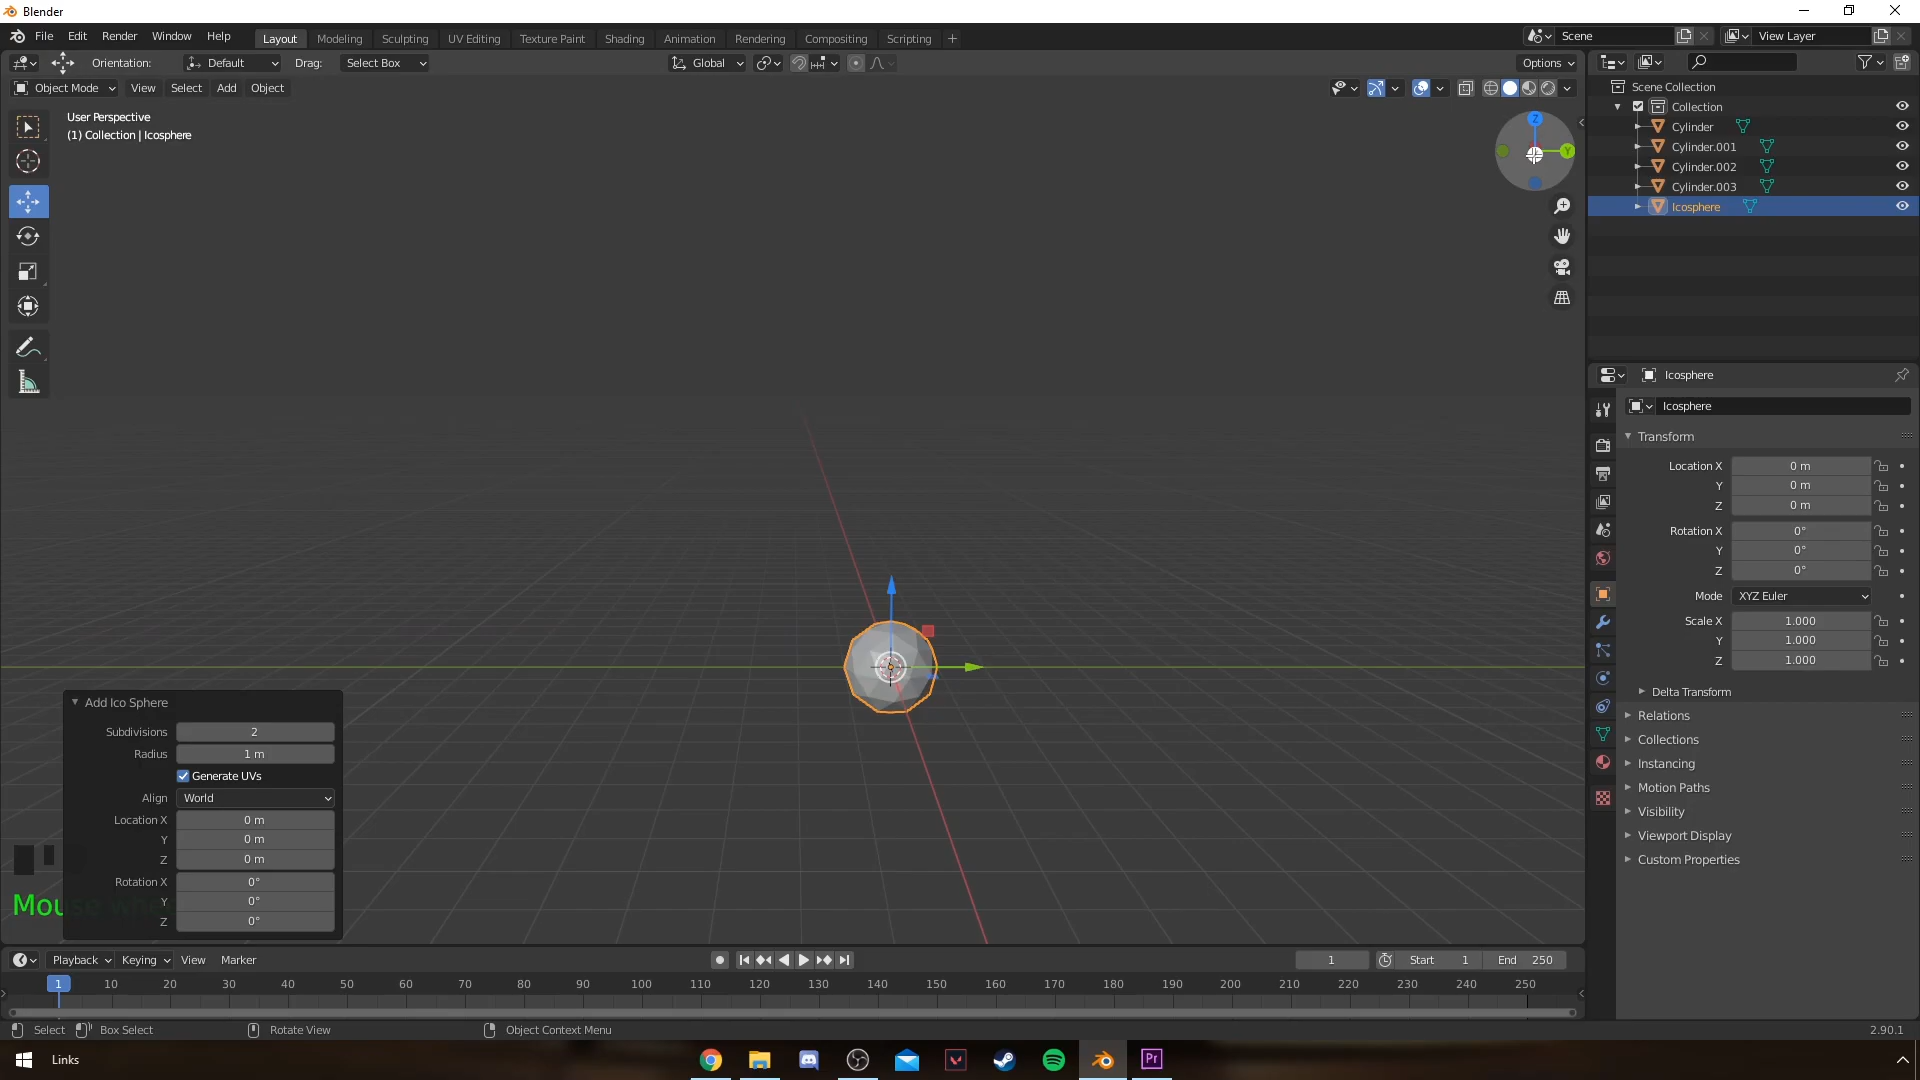 Blender
File Edit Render Window Help
Layout Modeling Sculpting UV Editing Texture Paint Shading Animation Rendering Compositing Scripting +
Scene
View Layer
Orientation: Default Drag: Select Box
Global
Options
Object Mode View Select Add Object
User Perspective
(1) Collection | Icosphere
Z
Y
Scene Collection
Collection
Cylinder
Cylinder.001
Cylinder.002
Cylinder.003
Icosphere
Icosphere
Icosphere
Transform
Location X 0 m
Y 0 m
Z 0 m
Rotation X 0°
Y 0°
Z 0°
Mode XYZ Euler
Scale X 1.000
Y 1.000
Z 1.000
Delta Transform
Relations
Collections
Instancing
Motion Paths
Visibility
Viewport Display
Custom Properties
Add Ico Sphere
Subdivisions 2
Radius 1 m
Generate UVs
Align World
Location X 0 m
Y 0 m
Z 0 m
Rotation X 0°
Y 0°
Z 0°
Mouse
Playback Keying View Marker
1 Start 1 End 250
1 10 20 30 40 50 60 70 80 90 100 110 120 130 140 150 160 170 180 190 200 210 220 230 240 250
Select Box Select Rotate View Object Context Menu
2.90.1
Links
Pr